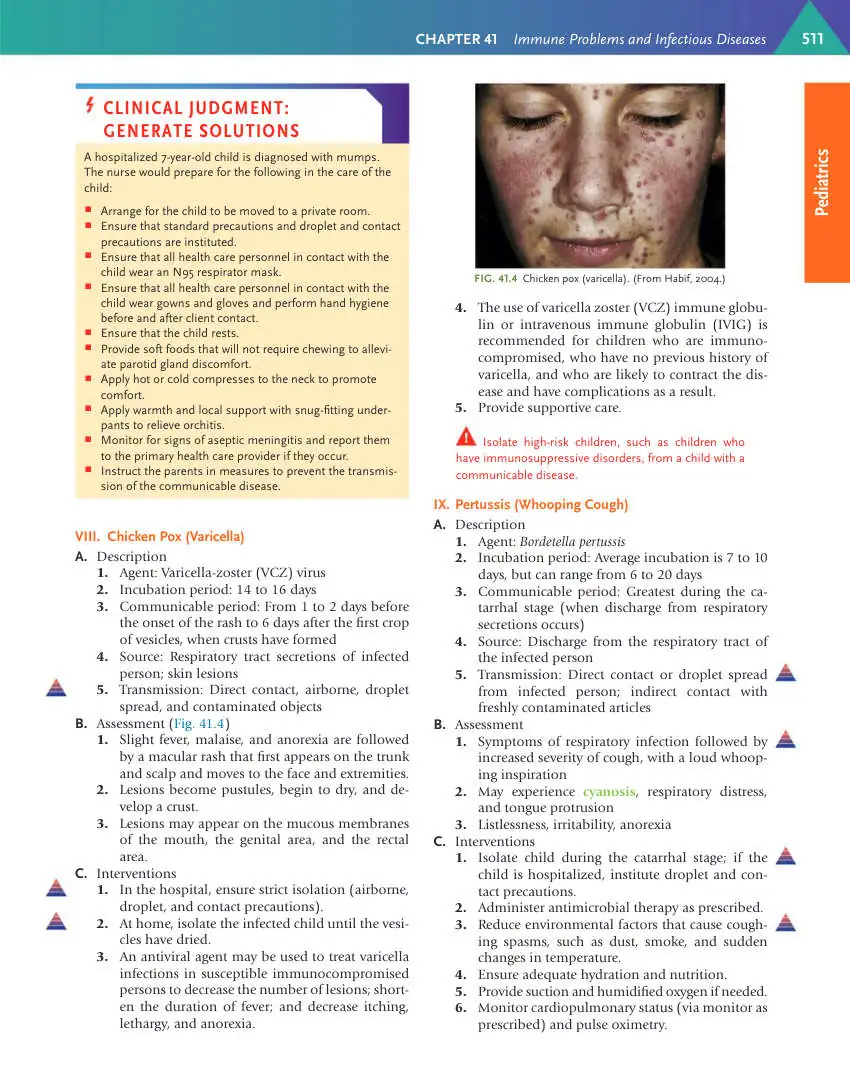 CHAPTER 41 Immune Problems and Infectious Diseases 511
CLINICAL JUDGMENT:
GENERATE SOLUTIONS
A hospitalized 7-year-old child is diagnosed with mumps.
The nurse would prepare for the following in the care of the
child:
■ Arrange for the child to be moved to a private room.
■ Ensure that standard precautions and droplet and contact
precautions are instituted.
■ Ensure that all health care personnel in contact with the
child wear an N95 respirator mask.
■ Ensure that all health care personnel in contact with the
child wear gowns and gloves and perform hand hygiene
before and after client contact.
■ Ensure that the child rests.
■ Provide soft foods that will not require chewing to allevi-
ate parotid gland discomfort.
■ Apply hot or cold compresses to the neck to promote
comfort.
■ Apply warmth and local support with snug-fitting under-
pants to relieve orchitis.
■ Monitor for signs of aseptic meningitis and report them
to the primary health care provider if they occur.
■ Instruct the parents in measures to prevent the transmis-
sion of the communicable disease.
VIII. Chicken Pox (Varicella)
A. Description
1. Agent: Varicella-zoster (VCZ) virus
2. Incubation period: 14 to 16 days
3. Communicable period: From 1 to 2 days before
the onset of the rash to 6 days after the first crop
of vesicles, when crusts have formed
4. Source: Respiratory tract secretions of infected
person; skin lesions
5. Transmission: Direct contact, airborne, droplet
spread, and contaminated objects
B. Assessment (Fig. 41.4)
1. Slight fever, malaise, and anorexia are followed
by a macular rash that first appears on the trunk
and scalp and moves to the face and extremities.
2. Lesions become pustules, begin to dry, and de-
velop a crust.
3. Lesions may appear on the mucous membranes
of the mouth, the genital area, and the rectal
area.
C. Interventions
1. In the hospital, ensure strict isolation (airborne,
droplet, and contact precautions).
2. At home, isolate the infected child until the vesi-
cles have dried.
3. An antiviral agent may be used to treat varicella
infections in susceptible immunocompromised
persons to decrease the number of lesions; short-
en the duration of fever; and decrease itching,
lethargy, and anorexia.
FIG. 41.4 Chicken pox (varicella). (From Habif, 2004.)
4. The use of varicella zoster (VCZ) immune globu-
lin or intravenous immune globulin (IVIG) is
recommended for children who are immuno-
compromised, who have no previous history of
varicella, and who are likely to contract the dis-
ease and have complications as a result.
5. Provide supportive care.
Isolate high-risk children, such as children who
have immunosuppressive disorders, from a child with a
communicable disease.
IX. Pertussis (Whooping Cough)
A. Description
1. Agent: Bordetella pertussis
2. Incubation period: Average incubation is 7 to 10
days, but can range from 6 to 20 days
3. Communicable period: Greatest during the ca-
tarrhal stage (when discharge from respiratory
secretions occurs)
4. Source: Discharge from the respiratory tract of
the infected person
5. Transmission: Direct contact or droplet spread
from infected person; indirect contact with
freshly contaminated articles
B. Assessment
1. Symptoms of respiratory infection followed by
increased severity of cough, with a loud whoop-
ing inspiration
2. May experience cyanosis, respiratory distress,
and tongue protrusion
3. Listlessness, irritability, anorexia
C. Interventions
1. Isolate child during the catarrhal stage; if the
child is hospitalized, institute droplet and con-
tact precautions.
2. Administer antimicrobial therapy as prescribed.
3. Reduce environmental factors that cause cough-
ing spasms, such as dust, smoke, and sudden
changes in temperature.
4. Ensure adequate hydration and nutrition.
5. Provide suction and humidified oxygen if needed.
6. Monitor cardiopulmonary status (via monitor as
prescribed) and pulse oximetry.
Pediatrics